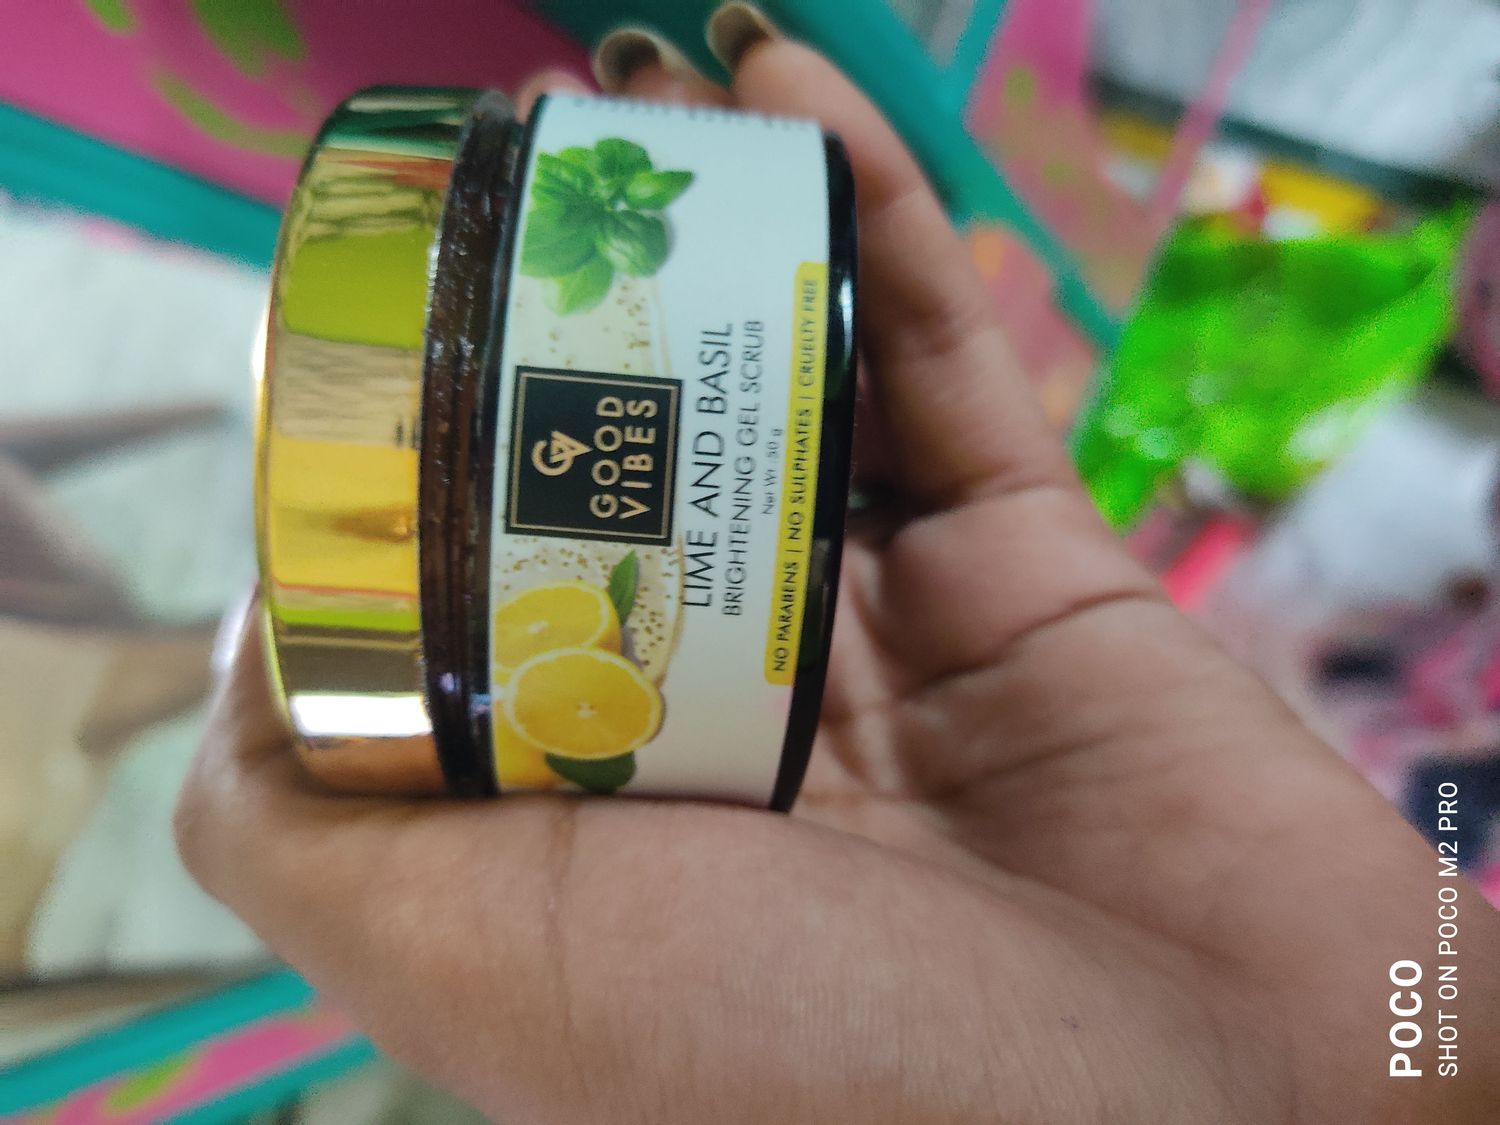 GV
GOOD
VIBES
LIME AND BASIL
BRIGHTENING GEL SCRUB
Net Wt. 50 g
NO PARABENS | NO SULPHATES | CRUELTY FREE
POCO
SHOT ON POCO M2 PRO